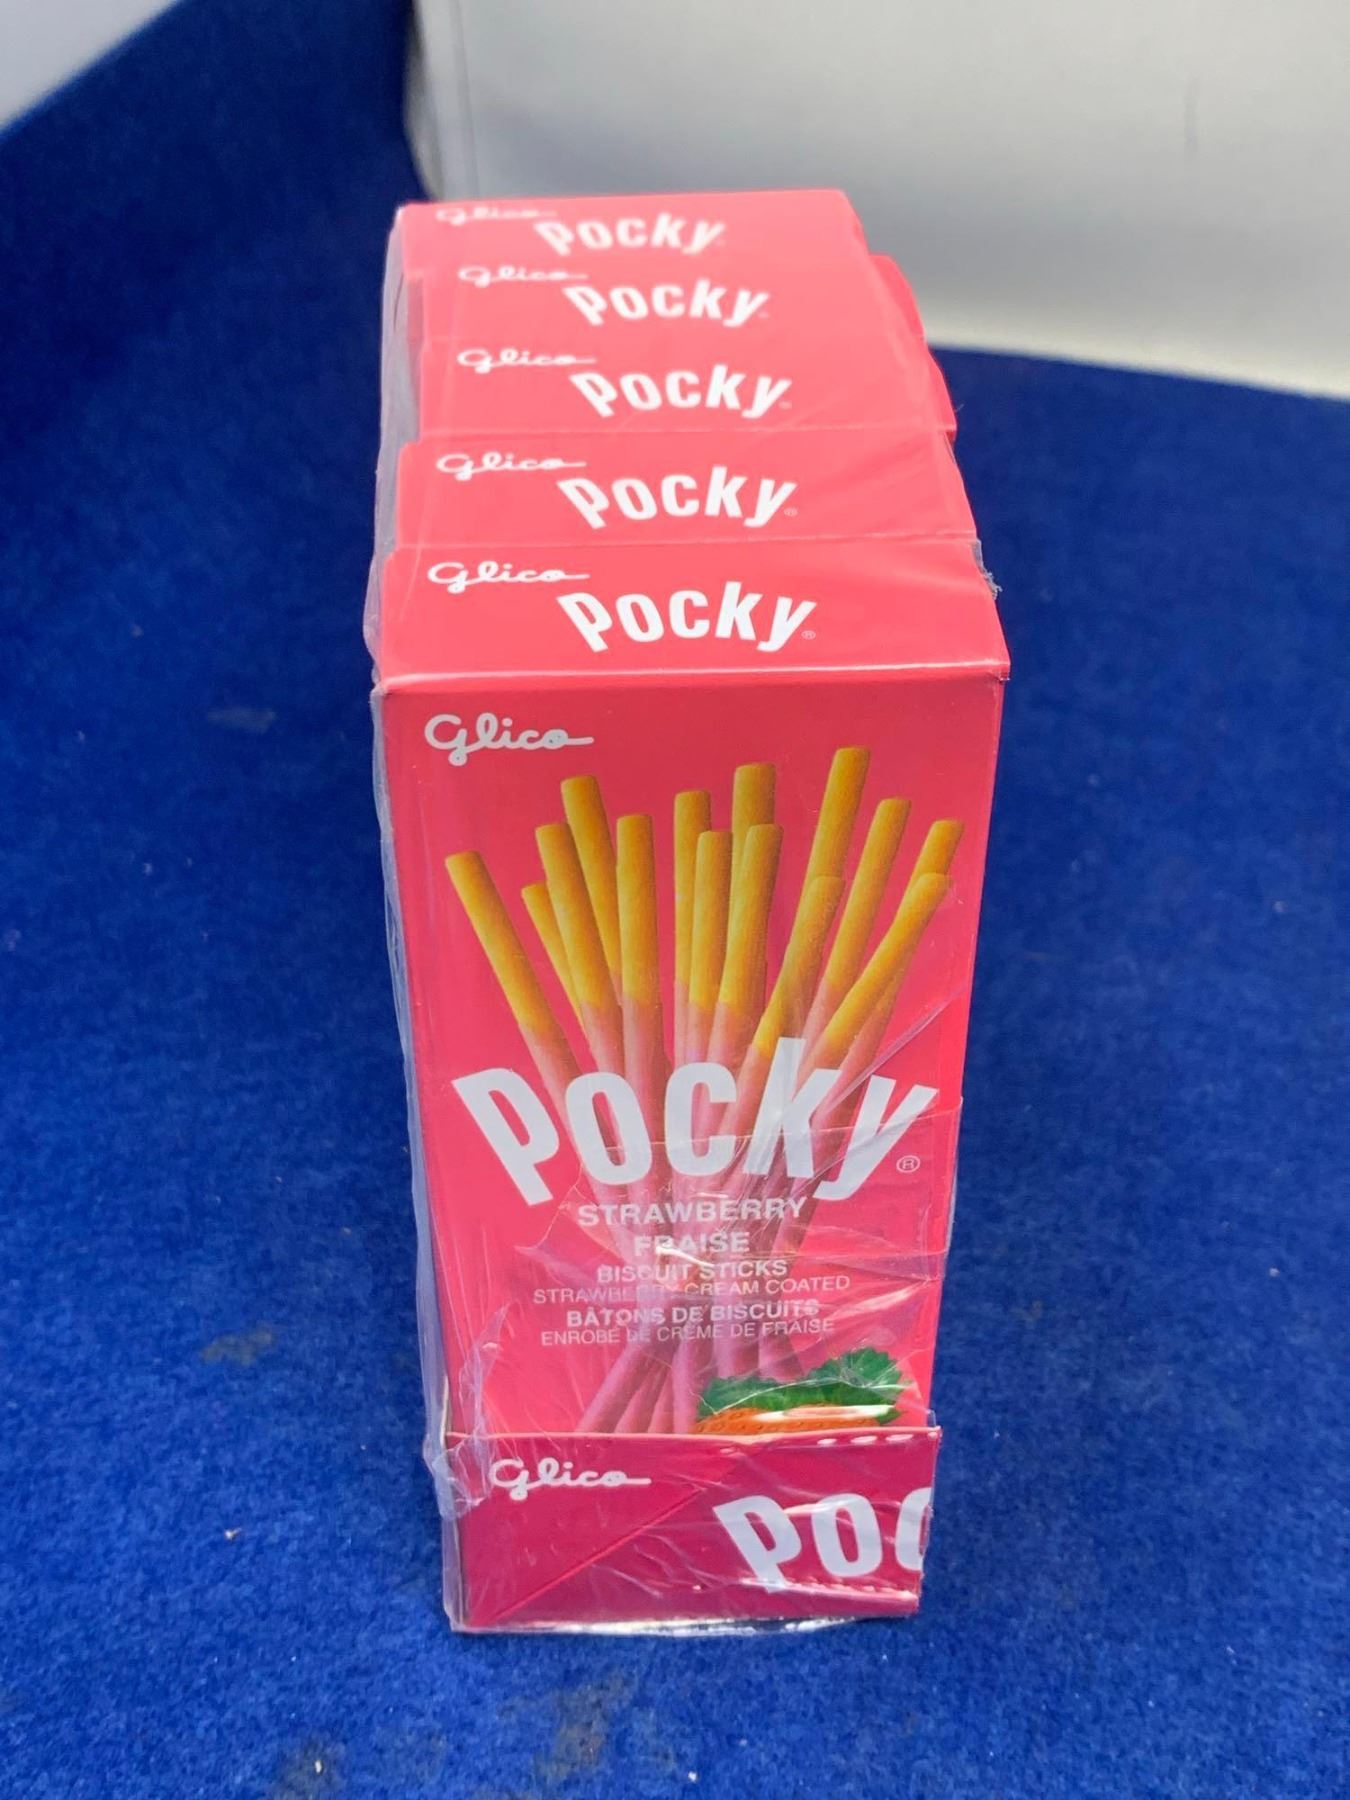 Glico
Pocky
Glico
Pocky
Glico
Pocky®
Glico
Pocky®
Glico
Pocky®
Glico
Pocky®
STRAWBERRY
FRAISE
BISCUIT STICKS
STRAWBERRY CREAM COATED
BÂTONS DE BISCUITS
ENROBÉ DE CRÈME DE FRAISE
Glico
Poc